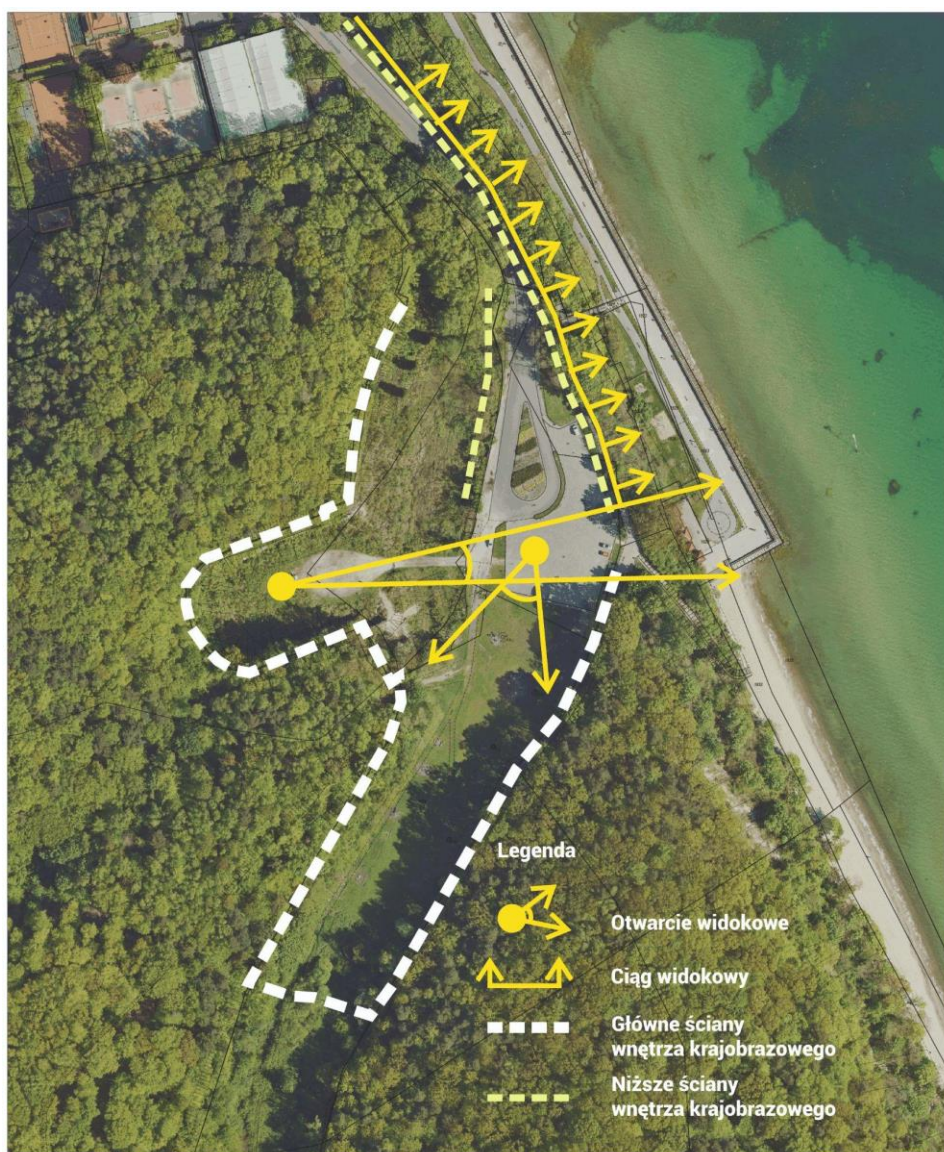 Legenda
Otwarcie widokowe
Ciąg widokowy
Główne ściany
wnętrza krajobrazowego
Niższe ściany
wnętrza krajobrazowego